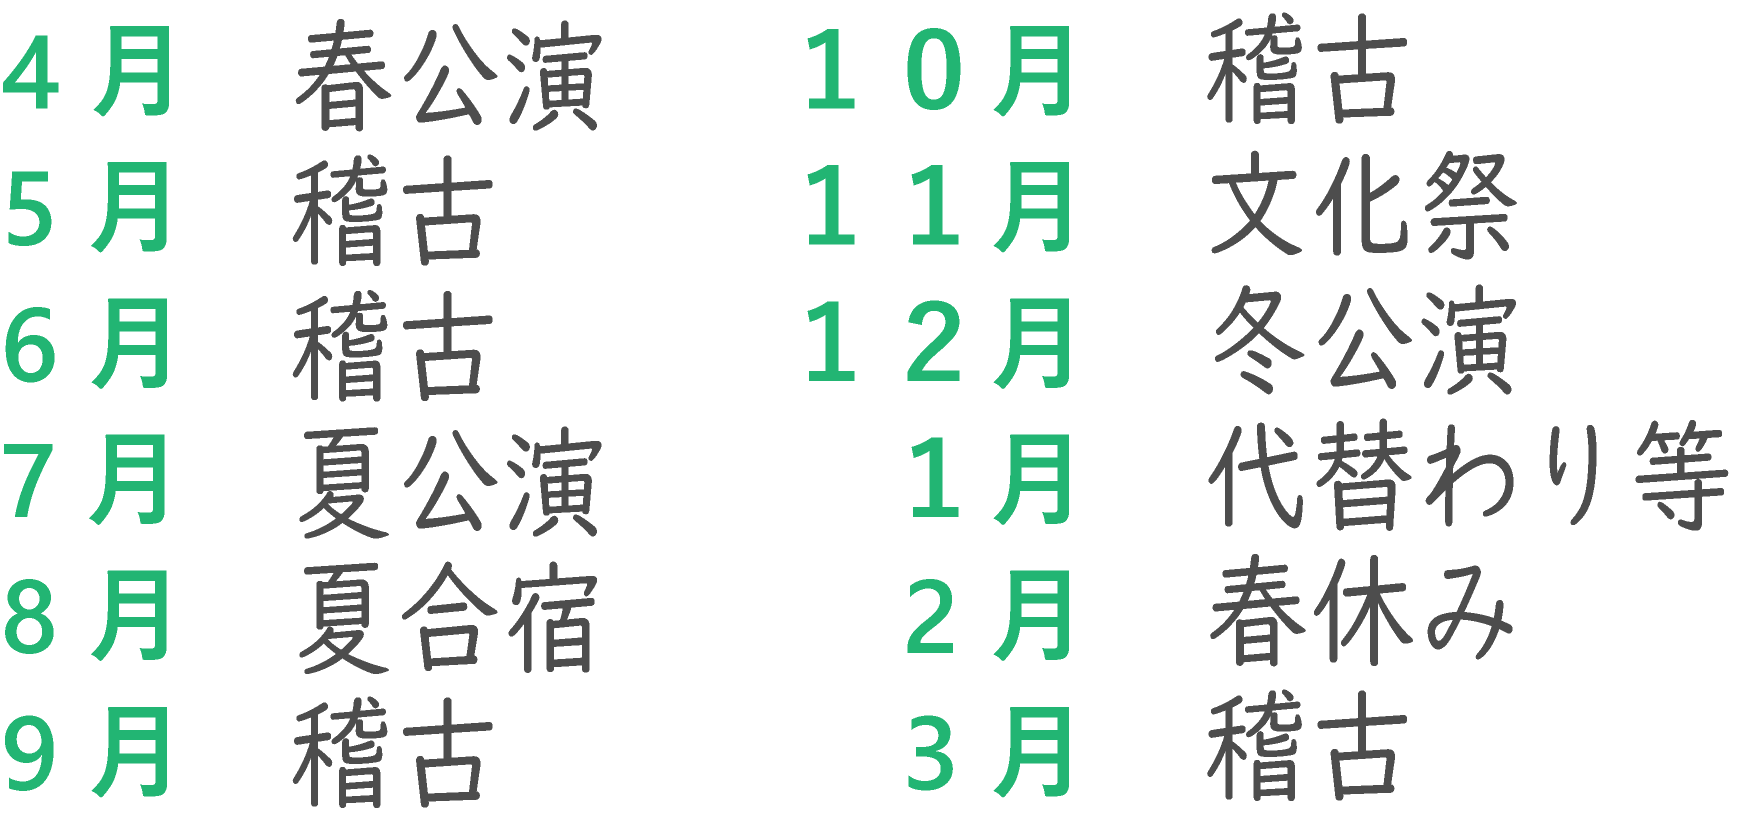 4月 春公演
5月 稽古
6月 稽古
7月 夏公演
8月 夏合宿
9月 稽古
10月 稽古
11月 文化祭
12月 冬公演
1月 代替わり等
2月 春休み
3月 稽古